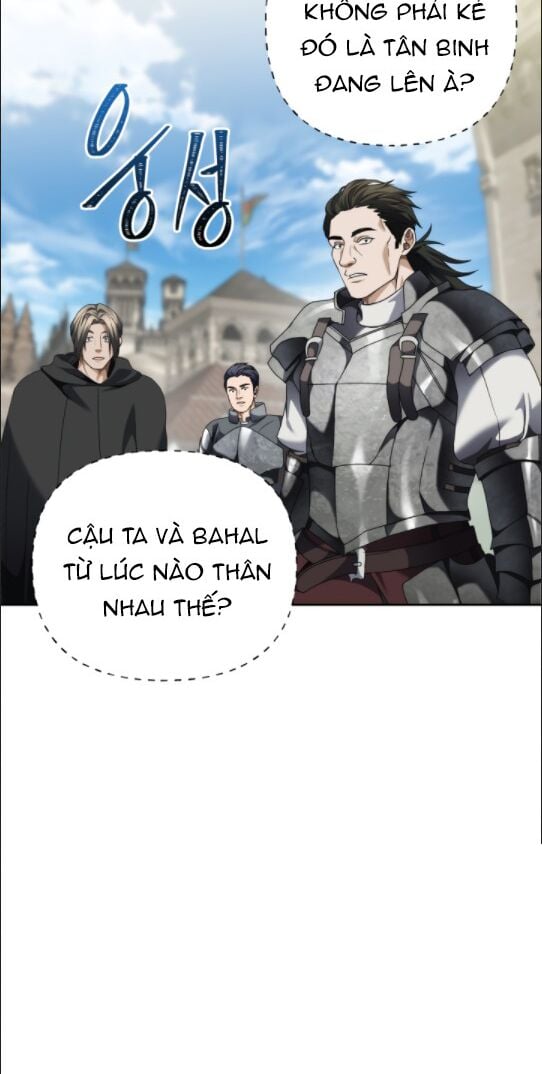 KHÔNG PHẢI KẺ
ĐÓ LÀ TÂN BINH
ĐANG LÊN À?
웅성
CẬU TA VÀ BAHAL
TỪ LÚC NÀO THÂN
NHAU THẾ?